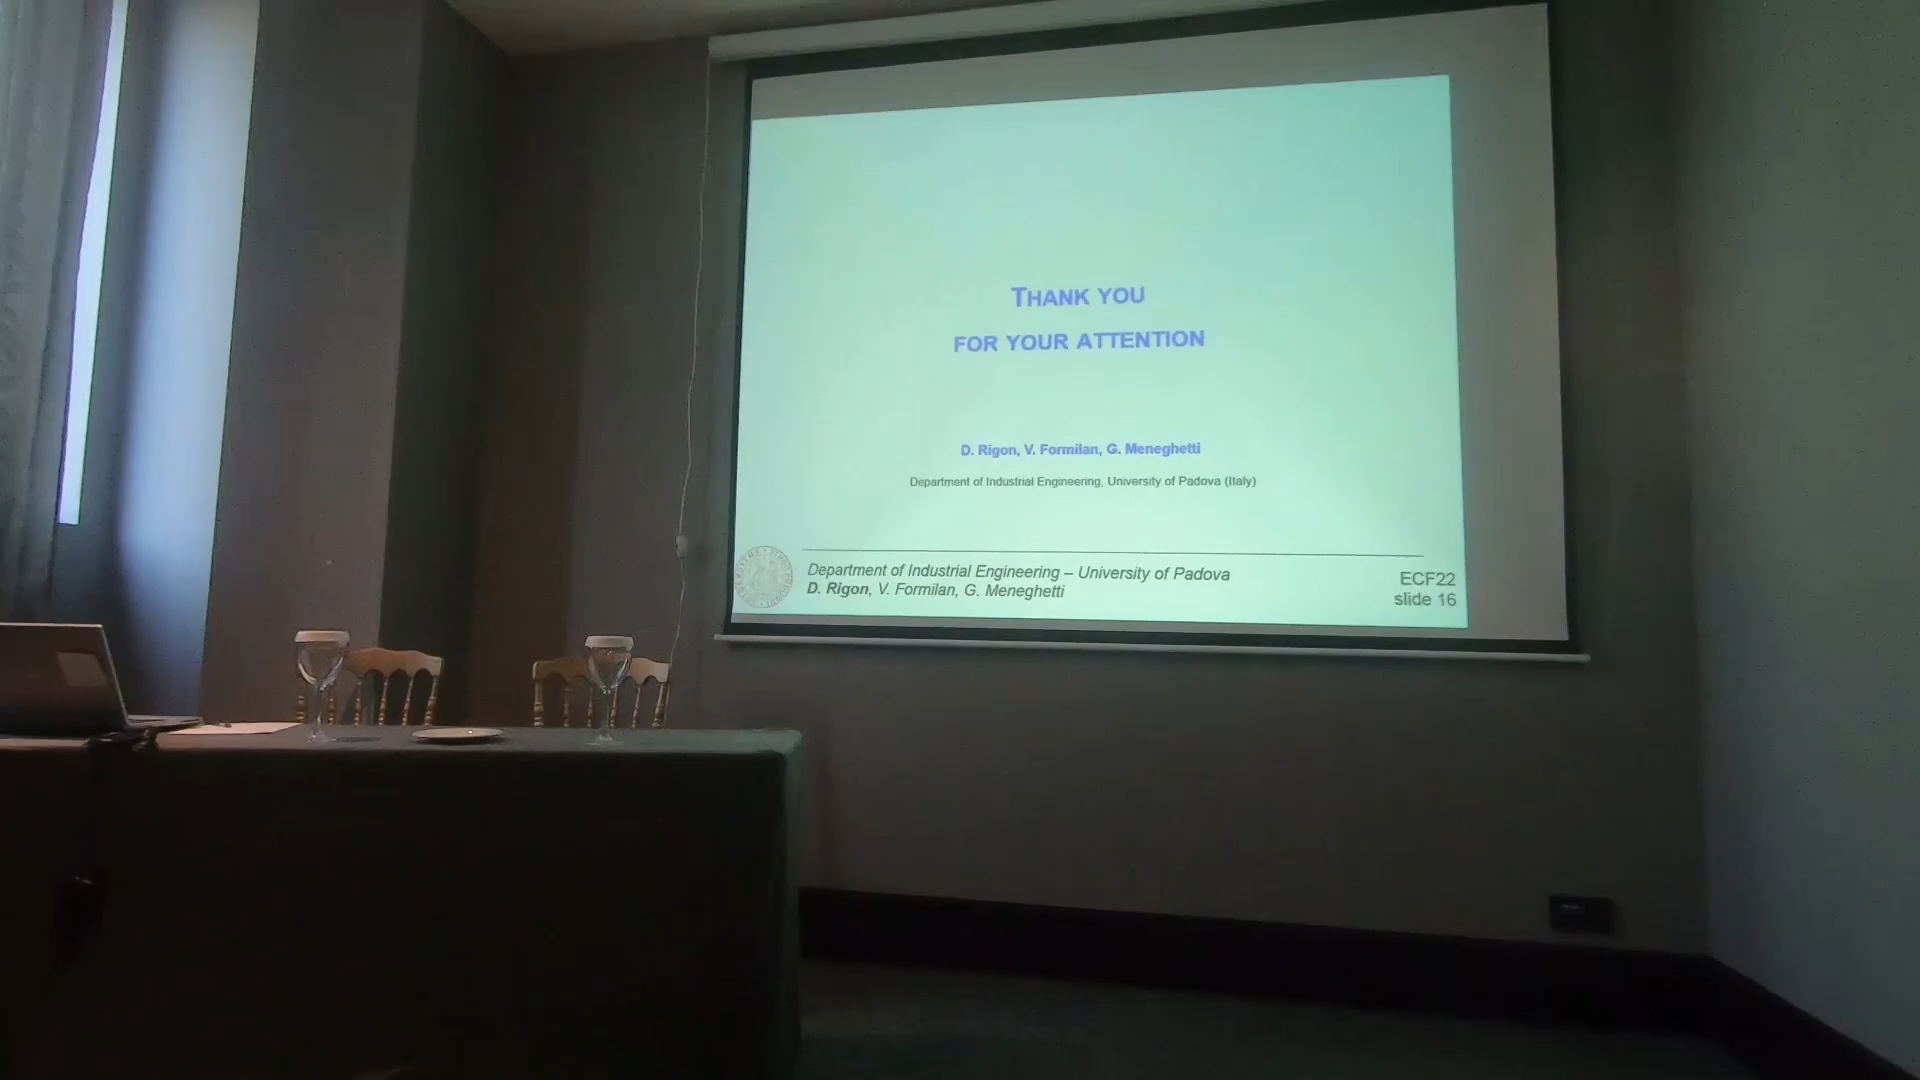 THANK YOU
FOR YOUR ATTENTION
D. Rigon, V. Formilan, G. Meneghetti
Department of Industrial Engineering, University of Padova (Italy)
Department of Industrial Engineering – University of Padova
D. Rigon, V. Formilan, G. Meneghetti
ECF22
slide 16